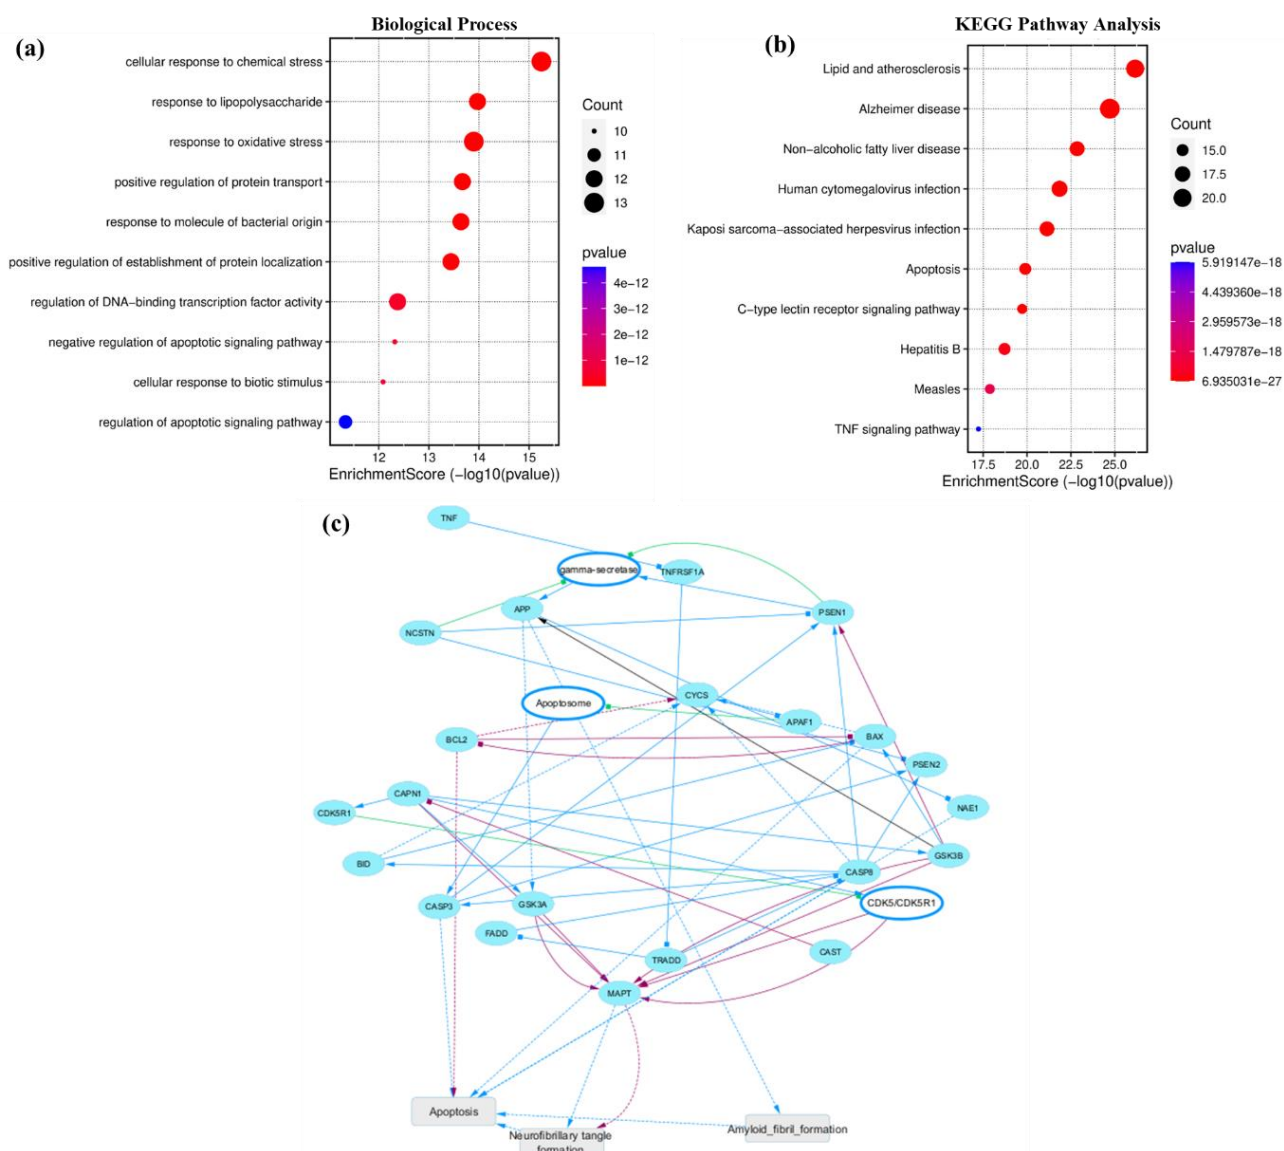 Biological Process
(a)
cellular response to chemical stress
response to lipopolysaccharide
response to oxidative stress
positive regulation of protein transport
response to molecule of bacterial origin
positive regulation of establishment of protein localization
regulation of DNA−binding transcription factor activity
negative regulation of apoptotic signaling pathway
cellular response to biotic stimulus
regulation of apoptotic signaling pathway
12 13 14 15
EnrichmentScore (−log10(pvalue))
Count
10
11
12
13
pvalue
4e−12
3e−12
2e−12
1e−12
KEGG Pathway Analysis
(b)
Lipid and atherosclerosis
Alzheimer disease
Non−alcoholic fatty liver disease
Human cytomegalovirus infection
Kaposi sarcoma−associated herpesvirus infection
Apoptosis
C−type lectin receptor signaling pathway
Hepatitis B
Measles
TNF signaling pathway
17.5 20.0 22.5 25.0
EnrichmentScore (−log10(pvalue))
Count
15.0
17.5
20.0
pvalue
5.919147e−18
4.439360e−18
2.959573e−18
1.479787e−18
6.935031e−27
(c)
TNF
gamma-secretase
TNFRSF1A
APP
PSEN1
NCSTN
CYCS
Apoptosome
APAF1
BCL2
BAX
PSEN2
CAPN1
CDK5R1
NAE1
BID
GSK3B
CASP8
CASP3
GSK3A
CDK5/CDK5R1
FADD
TRADD
CAST
MAPT
Apoptosis
Neurofibrillary tangle
formation
Amyloid_fibril_formation